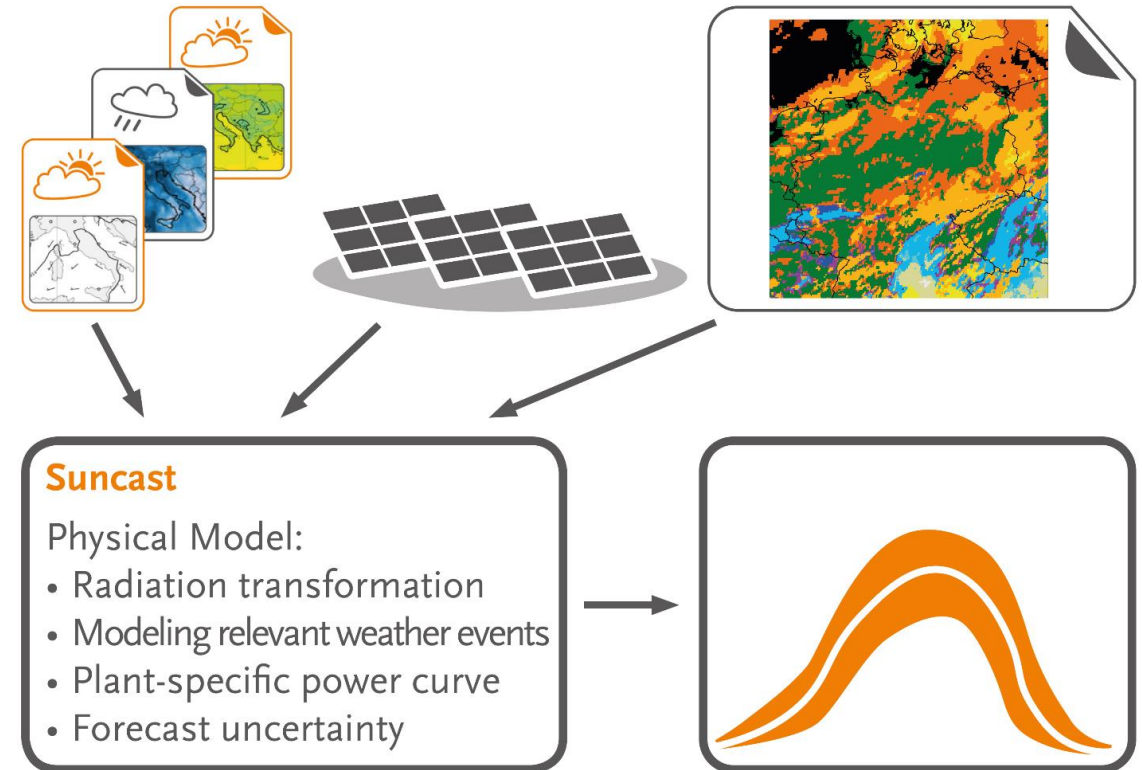 Suncast
Physical Model:
• Radiation transformation
• Modeling relevant weather events
• Plant-specific power curve
• Forecast uncertainty